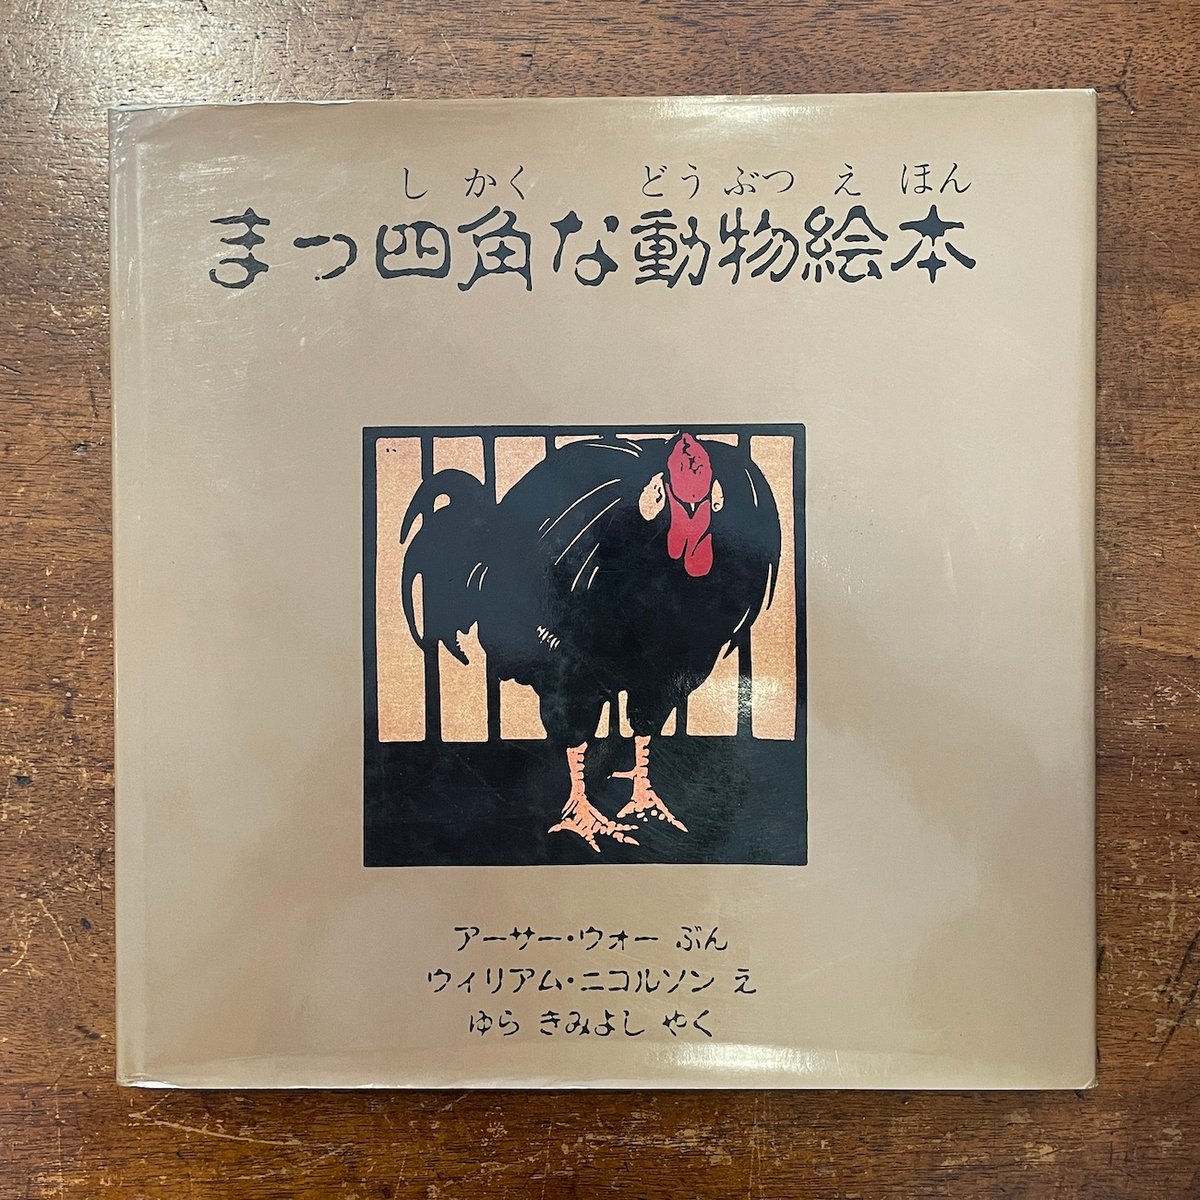 しかく どうぶつ え ほん
まっ四角な動物絵本
アーサー・ウォー ぶん
ウィリアム・ニコルソン え
ゆら きみよし やく